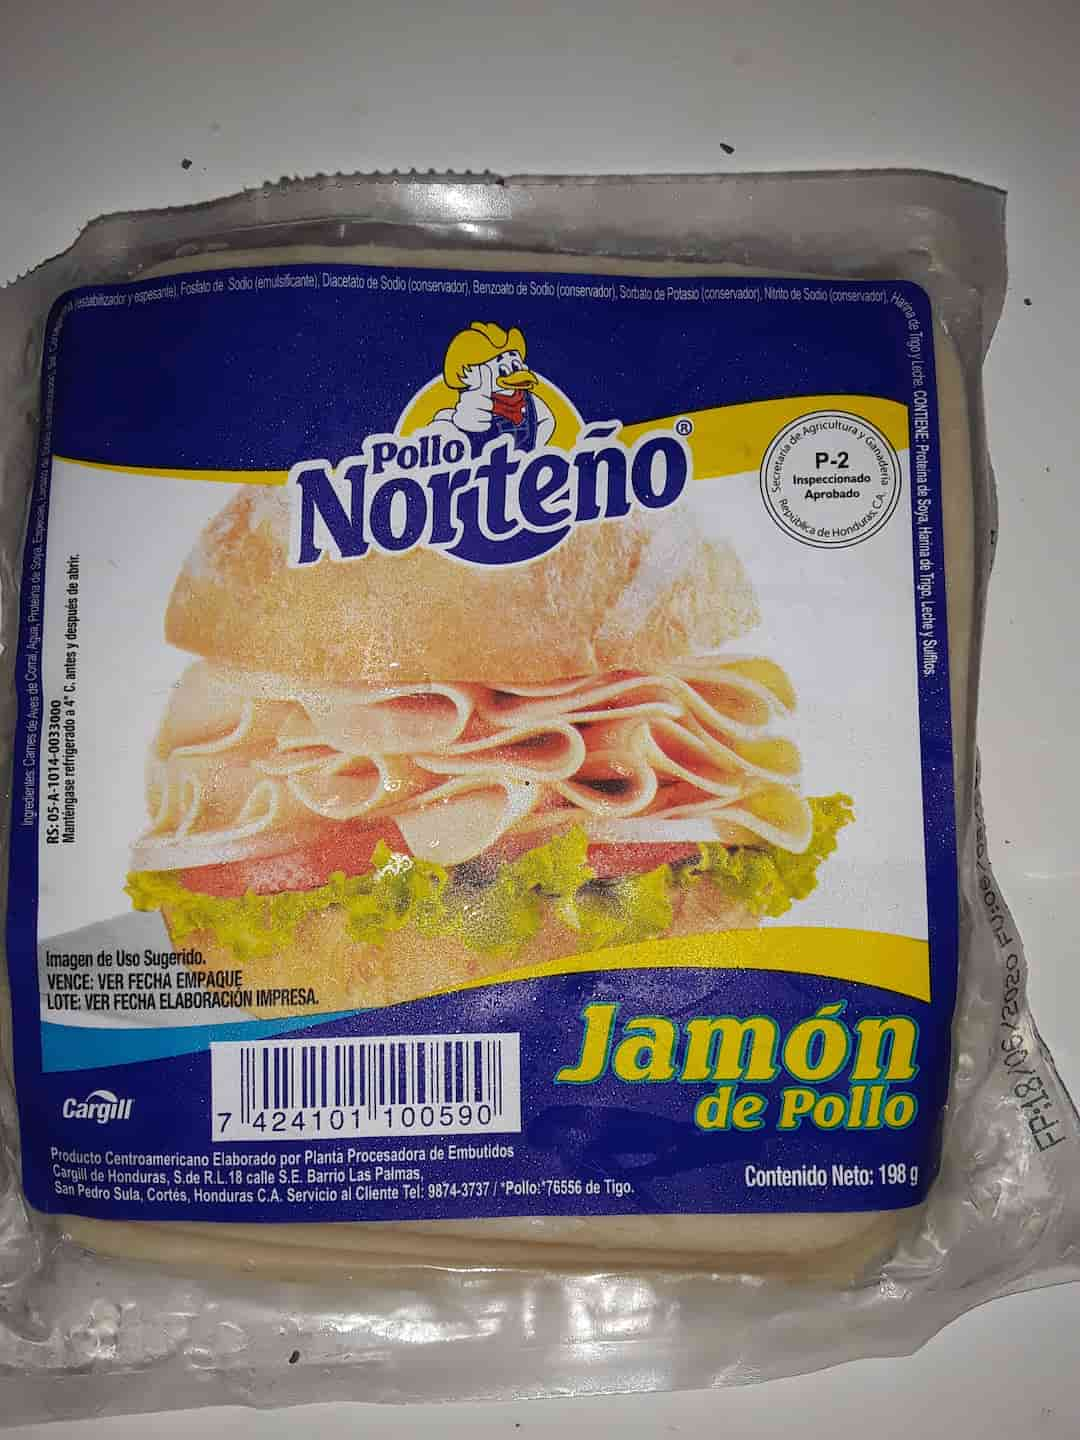 (estabilizador y espesante), Fosfato de Sodio (emulsificante), Diacetato de Sodio (conservador), Benzoato de Sodio (conservador), Sorbato de Potasio (conservador), Nitrito de Sodio (conservador),
Harina de Trigo y Leche. CONTIENE: Proteína de Soya, Harina de Trigo, Leche y Sulfitos.
Pollo
Norteño®
Secretaría de Agricultura y Ganadería
P-2
Inspeccionado
Aprobado
República de Honduras, C.A.
Ingredientes: Carnes de Aves de Corral, Agua, Proteína de Soya, Especias, Lactato de Sodio
RS: 05-A-1014-0033000
Manténgase refrigerado a 4° C. antes y después de abrir.
Imagen de Uso Sugerido.
VENCE: VER FECHA EMPAQUE
LOTE: VER FECHA ELABORACIÓN IMPRESA.
Jamón
de Pollo
Cargill
7 424101 100590
Producto Centroamericano Elaborado por Planta Procesadora de Embutidos
Cargill de Honduras, S.de R.L.18 calle S.E. Barrio Las Palmas,
San Pedro Sula, Cortés, Honduras C.A. Servicio al Cliente Tel: 9874-3737 / *Pollo:*76556 de Tigo.
Contenido Neto: 198 g